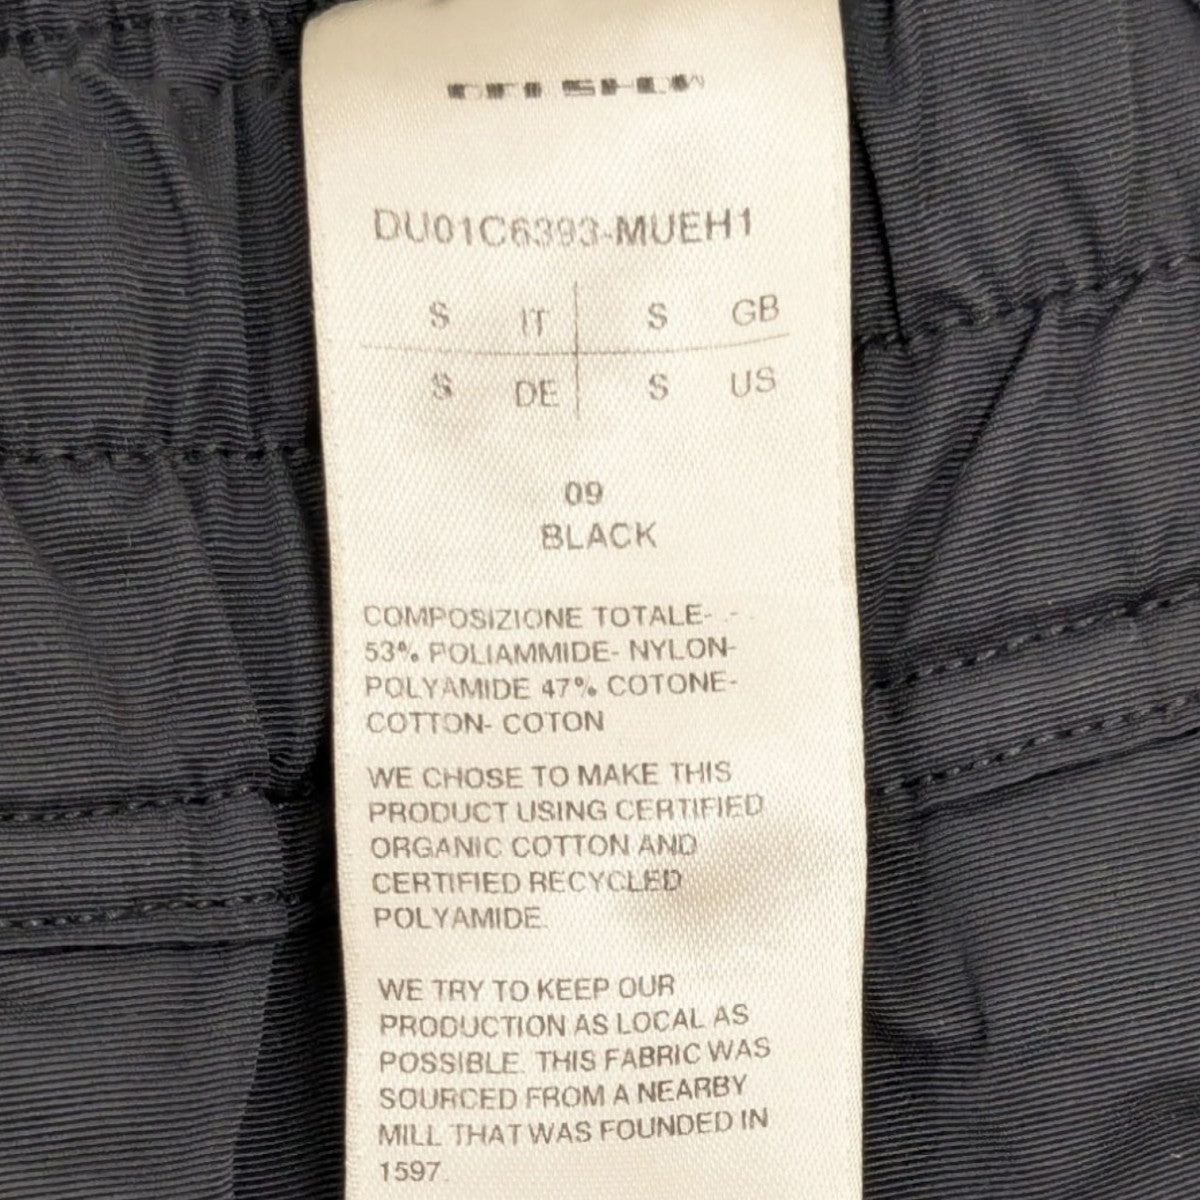 DU01C6393-MUEH1
S IT S GB
S DE S US
09
BLACK
COMPOSIZIONE TOTALE- -
53% POLIAMMIDE- NYLON-
POLYAMIDE 47% COTONE-
COTTON- COTON
WE CHOSE TO MAKE THIS
PRODUCT USING CERTIFIED
ORGANIC COTTON AND
CERTIFIED RECYCLED
POLYAMIDE.
WE TRY TO KEEP OUR
PRODUCTION AS LOCAL AS
POSSIBLE. THIS FABRIC WAS
SOURCED FROM A NEARBY
MILL THAT WAS FOUNDED IN
1597.